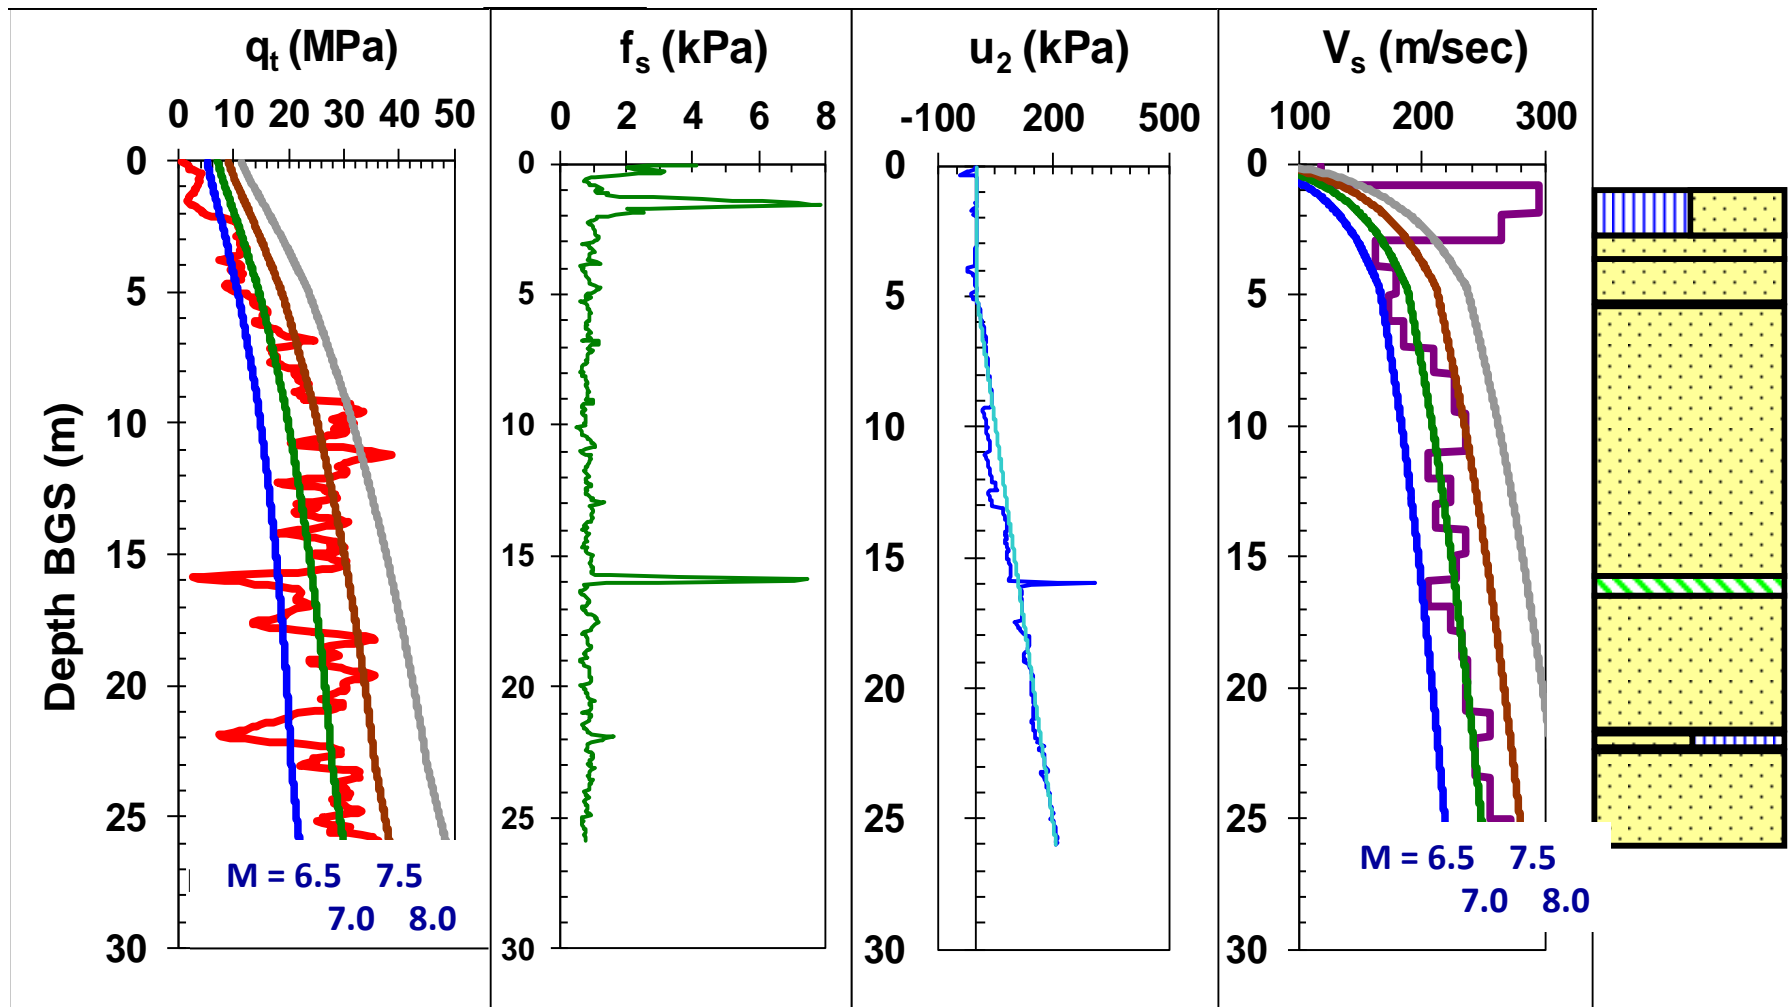 qt (MPa) fs (kPa) u2 (kPa) Vs (m/sec)
0 10 20 30 40 50 0 2 4 6 8 -100 200 500 100 200 300
0 0 0 0
5 5 5 5
10 10 10 10
15 15 15 15
20 20 20 20
25 25 25 25
30 30 30 30
Depth BGS (m)
M = 6.5 7.5 M = 6.5 7.5
7.0 8.0 7.0 8.0